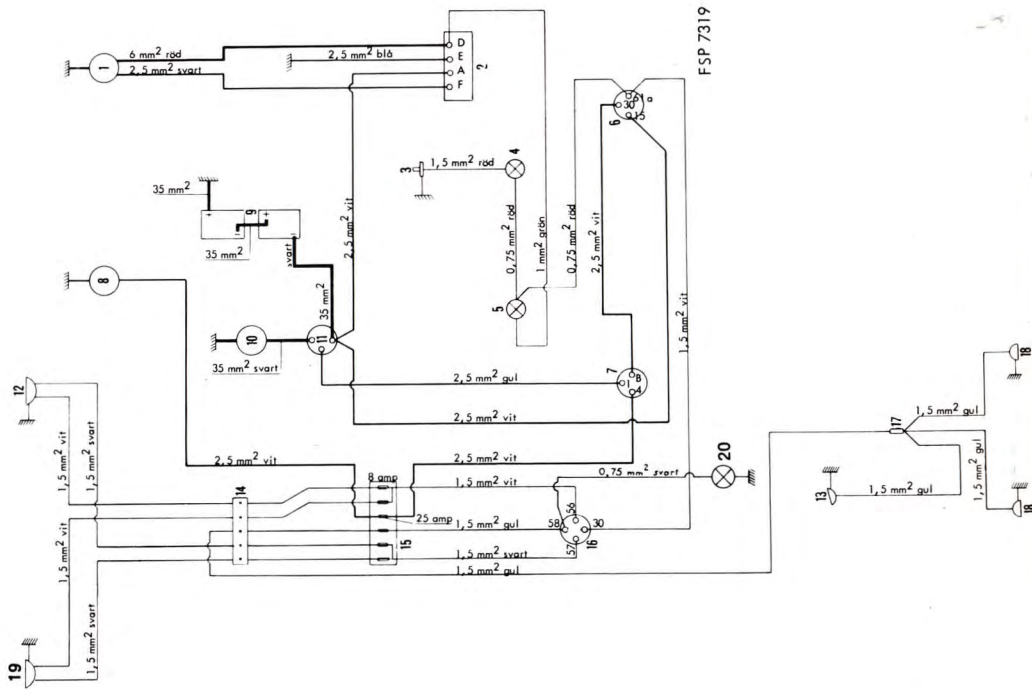 1
6 mm² röd
2,5 mm² svart
2,5 mm² blå
D
E
A
F
2
35 mm²
+
-
9
+
-
35 mm²
svart
35 mm²
2,5 mm² vit
3
1,5 mm² röd
4
0,75 mm² röd
1 mm² grön
5
0,75 mm² röd
2,5 mm² vit
6
30
61 a
15
FSP 7319
8
10
11
35 mm² svart
2,5 mm² gul
7
1
B
4
2,5 mm² vit
1,5 mm² vit
12
1,5 mm² vit
1,5 mm² svart
2,5 mm² vit
2,5 mm² vit
14
8 amp
1,5 mm² vit
25 amp
15
1,5 mm² gul
1,5 mm² svart
1,5 mm² gul
56
58
30
57
16
0,75 mm² svart
20
19
1,5 mm² vit
1,5 mm² svart
17
1,5 mm² gul
18
13
1,5 mm² gul
1,5 mm² gul
18